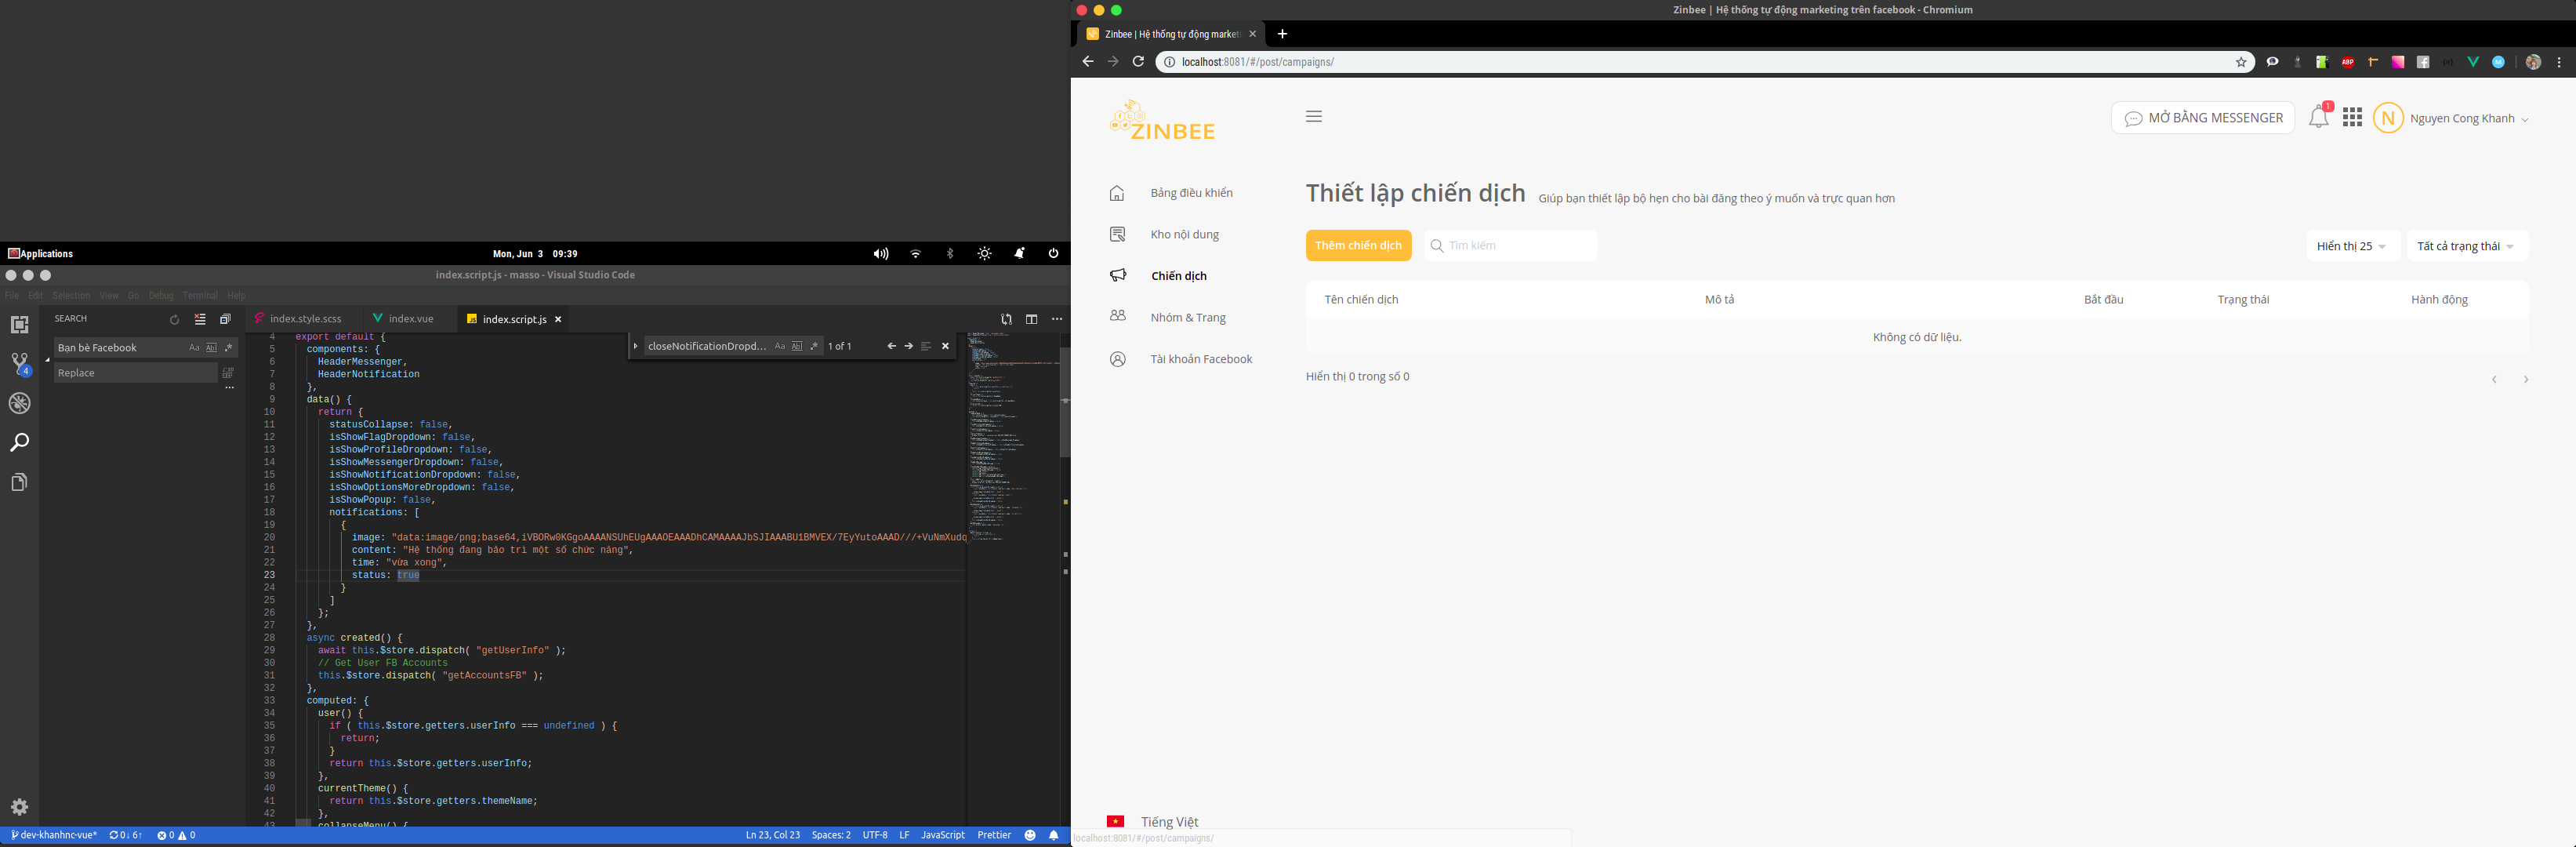 Applications
Mon, Jun 3 09:39
index.script.js - masso - Visual Studio Code
File Edit Selection View Go Debug Terminal Help
SEARCH
index.style.scss
index.vue
index.script.js
Bạn bè Facebook
Replace
4
closeNotificationDropd...
1 of 1
4 export default {
5 components: {
6 HeaderMessenger,
7 HeaderNotification
8 },
9 data() {
10 return {
11 statusCollapse: false,
12 isShowFlagDropdown: false,
13 isShowProfileDropdown: false,
14 isShowMessengerDropdown: false,
15 isShowNotificationDropdown: false,
16 isShowOptionsMoreDropdown: false,
17 isShowPopup: false,
18 notifications: [
19 {
20 image: "data:image/png;base64,iVBORw0KGgoAAAANSUhEUgAAAOEAAADhCAMAAAAJbSJIAAABU1BMVEX/7EyYutoAAAD///+VuNmXudq
21 content: "Hệ thống đang bảo trì một số chức năng",
22 time: "vừa xong",
23 status: true
24 }
25 ]
26 };
27 },
28 async created() {
29 await this.$store.dispatch( "getUserInfo" );
30 // Get User FB Accounts
31 this.$store.dispatch( "getAccountsFB" );
32 },
33 computed: {
34 user() {
35 if ( this.$store.getters.userInfo === undefined ) {
36 return;
37 }
38 return this.$store.getters.userInfo;
39 },
40 currentTheme() {
41 return this.$store.getters.themeName;
42 },
43 collapseMenu() {
dev-khanhnc-vue* 0↓ 6↑ 0 0
Ln 23, Col 23 Spaces: 2 UTF-8 LF JavaScript Prettier
Zinbee | Hệ thống tự động marketing trên facebook - Chromium
Zinbee | Hệ thống tự động marketi
localhost:8081/#/post/campaigns/
ABP
ZINBEE
MỞ BẰNG MESSENGER
1
N
Nguyen Cong Khanh
Bảng điều khiển
Kho nội dung
Chiến dịch
Nhóm & Trang
Tài khoản Facebook
Thiết lập chiến dịch
Giúp bạn thiết lập bộ hẹn cho bài đăng theo ý muốn và trực quan hơn
Thêm chiến dịch
Tìm kiếm
Hiển thị 25
Tất cả trạng thái
Tên chiến dịch
Mô tả
Bắt đầu
Trạng thái
Hành động
Không có dữ liệu.
Hiển thị 0 trong số 0
Tiếng Việt
localhost:8081/#/post/campaigns/